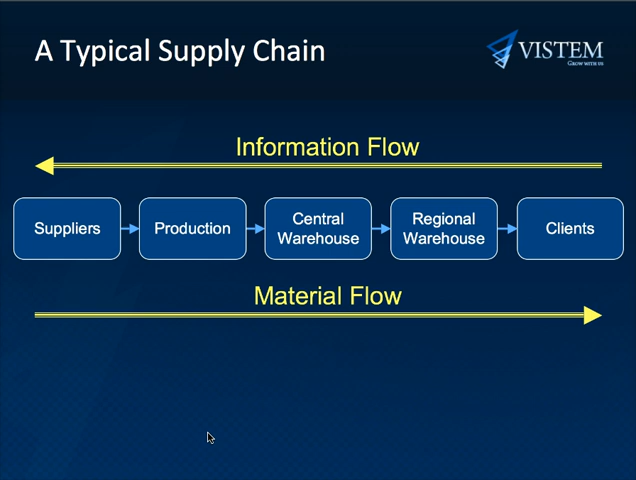 A Typical Supply Chain
VISTEM
GROW WITH US
Information Flow
Suppliers
Production
Central
Warehouse
Regional
Warehouse
Clients
Material Flow